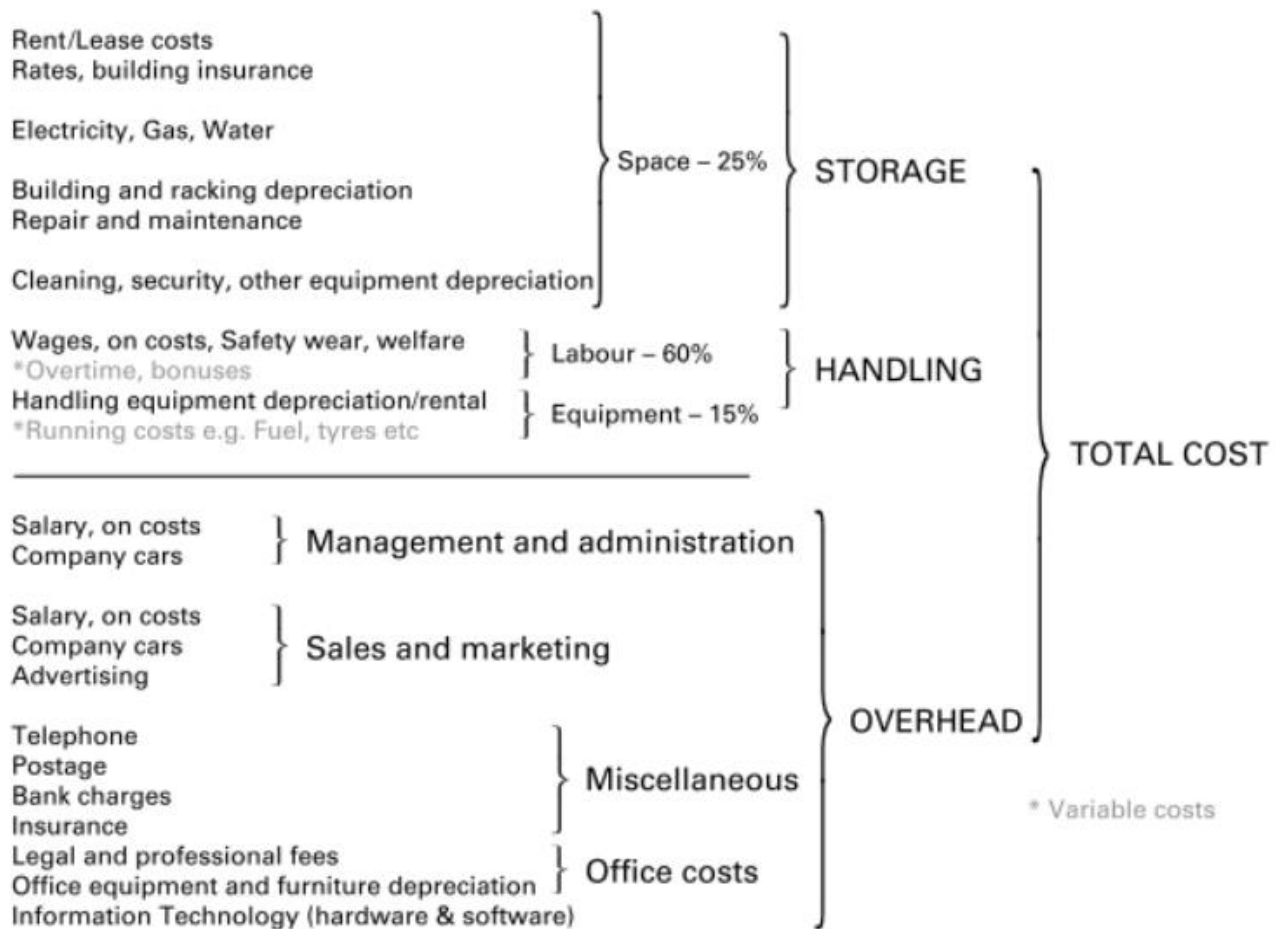 Rent/Lease costs
Rates, building insurance
Electricity, Gas, Water
Space – 25%
STORAGE
Building and racking depreciation
Repair and maintenance
Cleaning, security, other equipment depreciation
Wages, on costs, Safety wear, welfare
*Overtime, bonuses
Labour – 60%
HANDLING
Handling equipment depreciation/rental
*Running costs e.g. Fuel, tyres etc
Equipment – 15%
TOTAL COST
Salary, on costs
Company cars
Management and administration
Salary, on costs
Company cars
Advertising
Sales and marketing
OVERHEAD
Telephone
Postage
Bank charges
Insurance
Miscellaneous
* Variable costs
Legal and professional fees
Office equipment and furniture depreciation
Office costs
Information Technology (hardware & software)